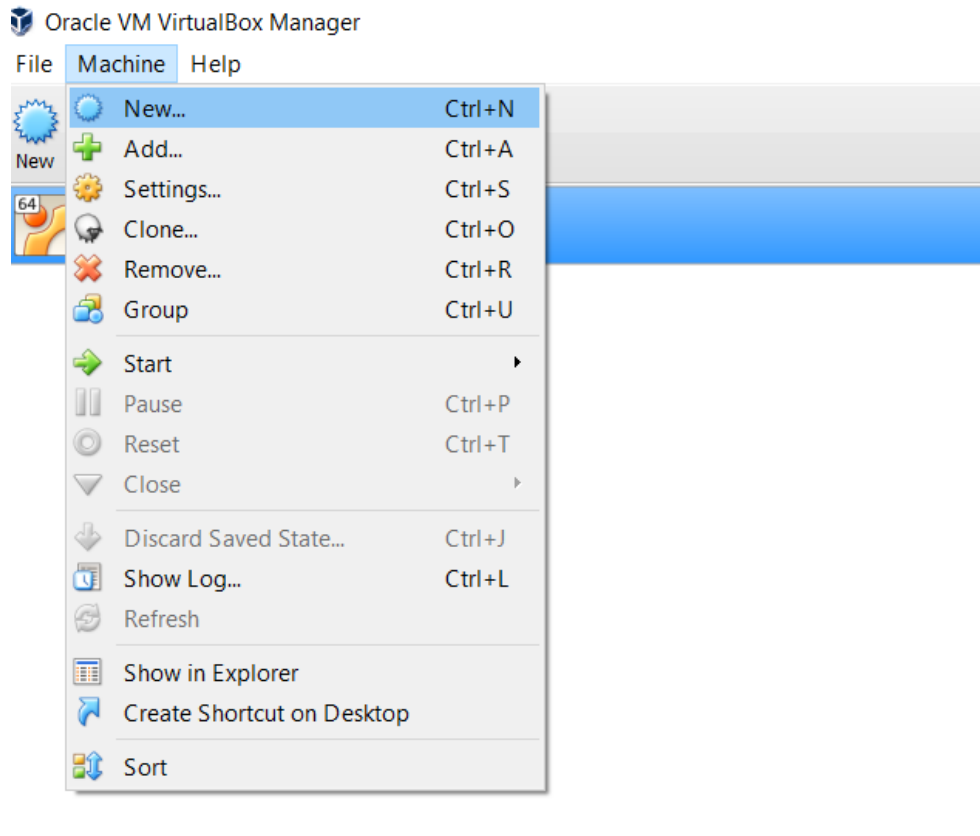 Oracle VM VirtualBox Manager
File Machine Help
New
64
New... Ctrl+N
Add... Ctrl+A
Settings... Ctrl+S
Clone... Ctrl+O
Remove... Ctrl+R
Group Ctrl+U
Start
Pause Ctrl+P
Reset Ctrl+T
Close
Discard Saved State... Ctrl+J
Show Log... Ctrl+L
Refresh
Show in Explorer
Create Shortcut on Desktop
Sort